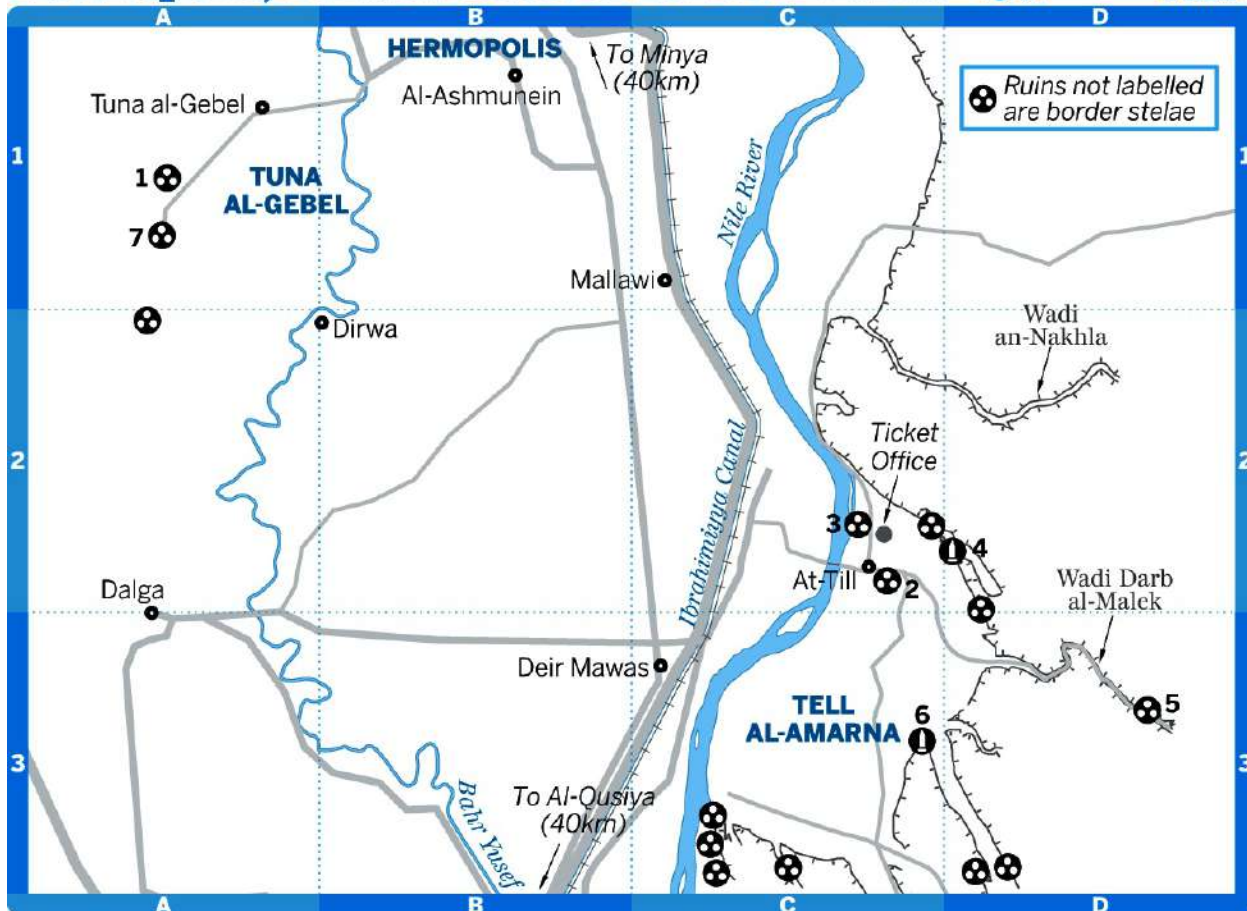 A
B
C
D
HERMOPOLIS
To Minya
(40km)
Ruins not labelled
are border stelae
Tuna al-Gebel
Al-Ashmunein
1
1
1
TUNA
AL-GEBEL
7
Nile River
Mallawi
Dirwa
Wadi
an-Nakhla
2
2
Ticket
Office
Ibrahimiyya Canal
3
4
At-Till
2
Dalga
Wadi Darb
al-Malek
Deir Mawas
TELL
AL-AMARNA
5
6
3
3
To Al-Qusiya
(40km)
Bahr Yusef
A
B
C
D